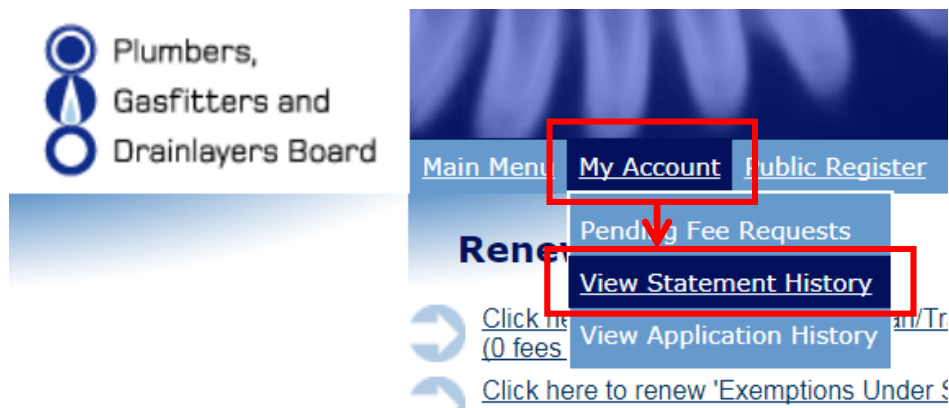 Plumbers,
Gasfitters and
Drainlayers Board
Main Menu My Account Public Register
Pending Fee Requests
View Statement History
View Application History
Click
(0 fees
Click here to renew 'Exemptions Under